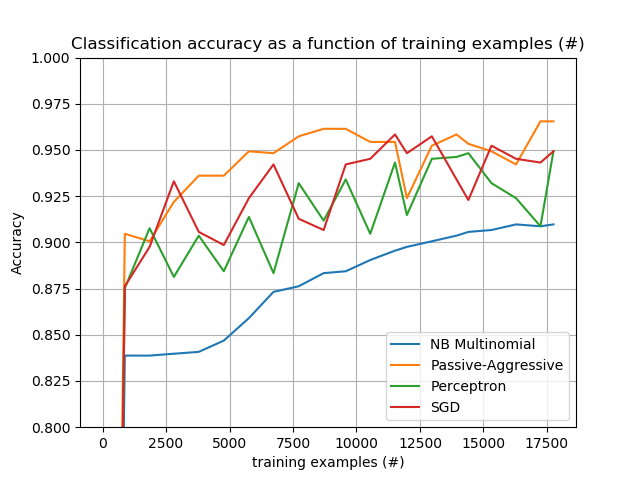 Classification accuracy as a function of training examples (#)
1.000
0.975
0.950
0.925
0.900
0.875
0.850
0.825
0.800
Accuracy
NB Multinomial
Passive-Aggressive
Perceptron
SGD
0 2500 5000 7500 10000 12500 15000 17500
training examples (#)